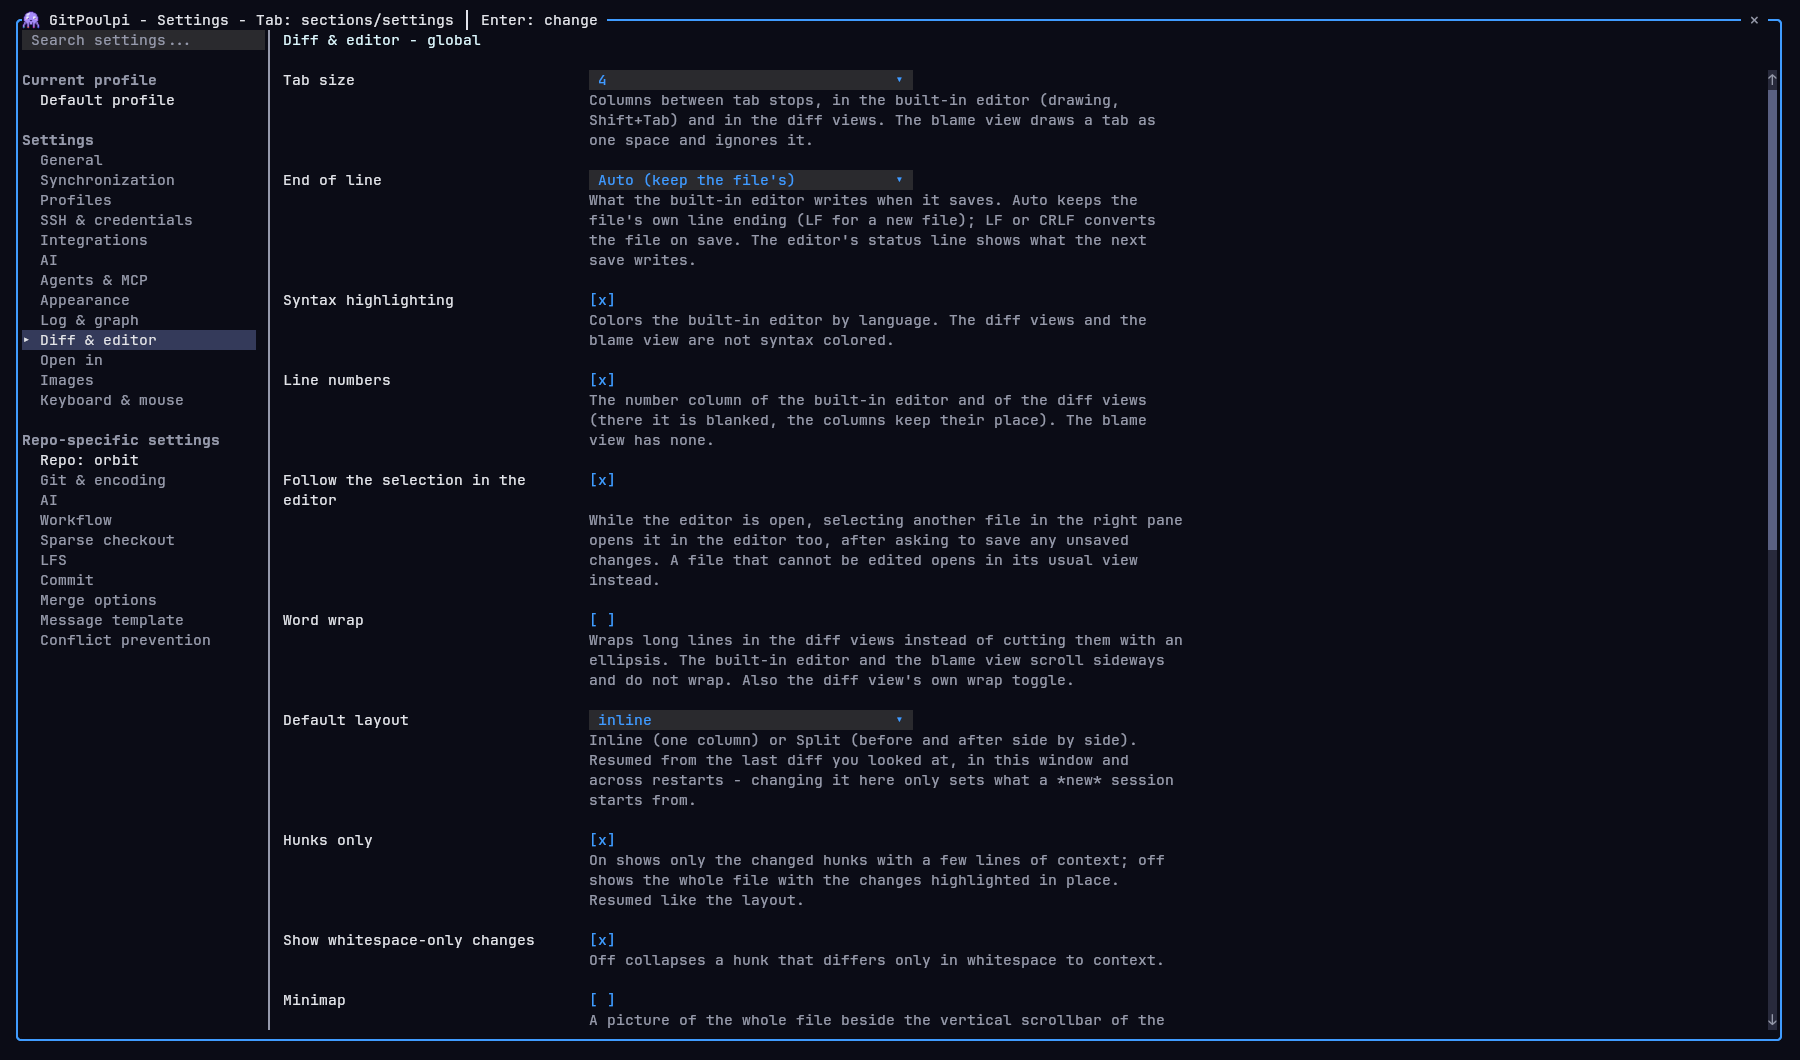 GitPoulpi - Settings - Tab: sections/settings │ Enter: change ×
Search settings...
Diff & editor - global
Current profile
Default profile
Settings
General
Synchronization
Profiles
SSH & credentials
Integrations
AI
Agents & MCP
Appearance
Log & graph
▸ Diff & editor
Open in
Images
Keyboard & mouse
Repo-specific settings
Repo: orbit
Git & encoding
AI
Workflow
Sparse checkout
LFS
Commit
Merge options
Message template
Conflict prevention
Tab size
4 ▾
Columns between tab stops, in the built-in editor (drawing,
Shift+Tab) and in the diff views. The blame view draws a tab as
one space and ignores it.
End of line
Auto (keep the file's) ▾
What the built-in editor writes when it saves. Auto keeps the
file's own line ending (LF for a new file); LF or CRLF converts
the file on save. The editor's status line shows what the next
save writes.
Syntax highlighting
[x]
Colors the built-in editor by language. The diff views and the
blame view are not syntax colored.
Line numbers
[x]
The number column of the built-in editor and of the diff views
(there it is blanked, the columns keep their place). The blame
view has none.
Follow the selection in the
editor
[x]
While the editor is open, selecting another file in the right pane
opens it in the editor too, after asking to save any unsaved
changes. A file that cannot be edited opens in its usual view
instead.
Word wrap
[ ]
Wraps long lines in the diff views instead of cutting them with an
ellipsis. The built-in editor and the blame view scroll sideways
and do not wrap. Also the diff view's own wrap toggle.
Default layout
inline ▾
Inline (one column) or Split (before and after side by side).
Resumed from the last diff you looked at, in this window and
across restarts - changing it here only sets what a *new* session
starts from.
Hunks only
[x]
On shows only the changed hunks with a few lines of context; off
shows the whole file with the changes highlighted in place.
Resumed like the layout.
Show whitespace-only changes
[x]
Off collapses a hunk that differs only in whitespace to context.
Minimap
[ ]
A picture of the whole file beside the vertical scrollbar of the